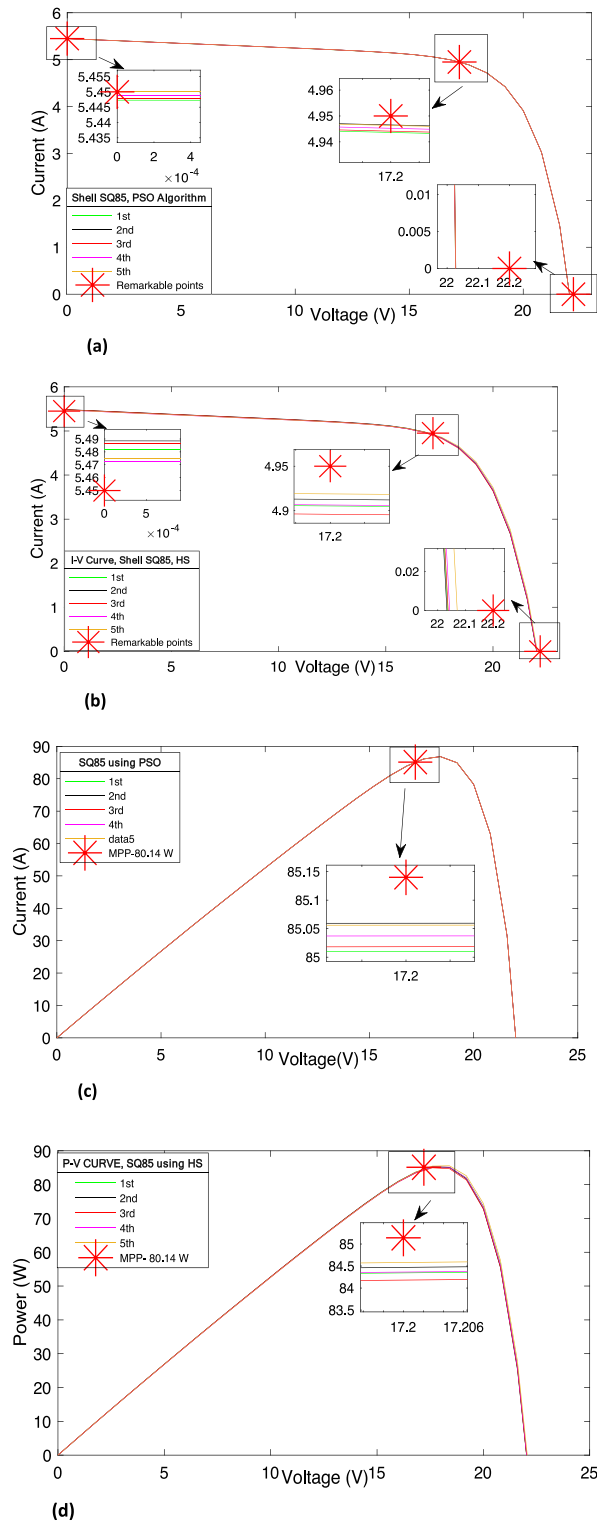 6
5.455
5.45
5.445
5.44
5.435
0
2
4
×10⁻⁴
4.96
4.95
4.94
17.2
5
4
3
2
1
0
Current (A)
Shell SQ85, PSO Algorithm
1st
2nd
3rd
4th
5th
Remarkable points
0.01
0.005
0
22
22.1
22.2
0
5
10
15
20
Voltage (V)
(a)
6
5
4
3
2
1
0
Current (A)
5.49
5.48
5.47
5.46
5.45
0
5
×10⁻⁴
4.95
4.9
17.2
I-V Curve, Shell SQ85, HS
1st
2nd
3rd
4th
5th
Remarkable points
0.02
0
22
22.1
22.2
0
5
10
15
20
Voltage (V)
(b)
90
80
70
60
50
40
30
20
10
0
Current (A)
SQ85 using PSO
1st
2nd
3rd
4th
data5
MPP-80.14 W
85.15
85.1
85.05
85
17.2
0
5
10
15
20
25
Voltage(V)
(c)
90
80
70
60
50
40
30
20
10
0
Power (W)
P-V CURVE, SQ85 using HS
1st
2nd
3rd
4th
5th
MPP- 80.14 W
85
84.5
84
83.5
17.2
17.206
0
5
10
15
20
25
Voltage (V)
(d)